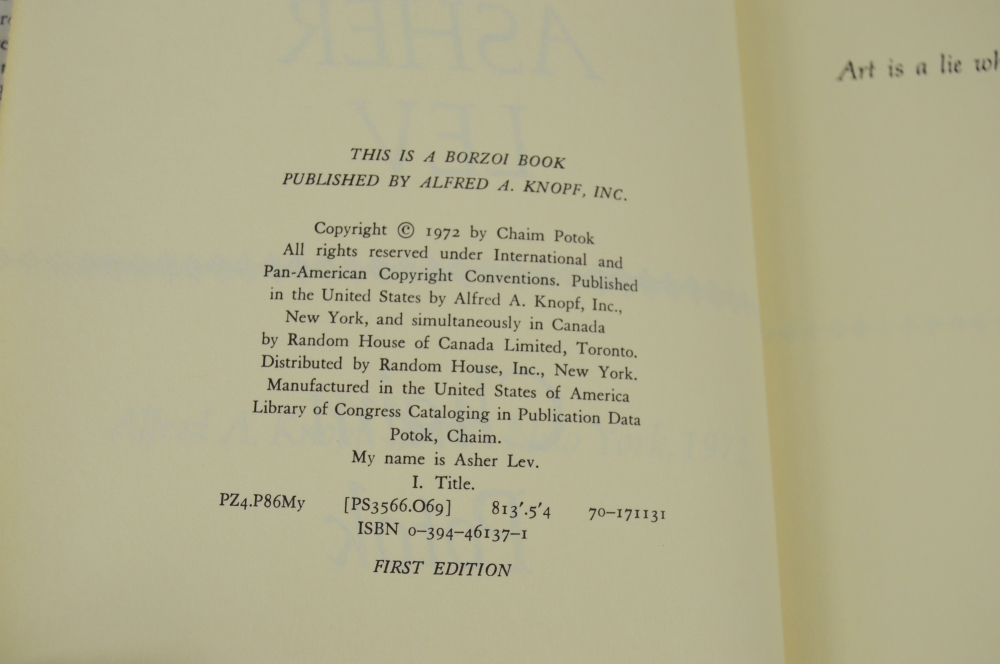 THIS IS A BORZOI BOOK
PUBLISHED BY ALFRED A. KNOPF, INC.
Copyright © 1972 by Chaim Potok
All rights reserved under International and
Pan-American Copyright Conventions. Published
in the United States by Alfred A. Knopf, Inc.,
New York, and simultaneously in Canada
by Random House of Canada Limited, Toronto.
Distributed by Random House, Inc., New York.
Manufactured in the United States of America
Library of Congress Cataloging in Publication Data
Potok, Chaim.
My name is Asher Lev.
I. Title.
PZ4.P86My [PS3566.O69] 813'.5'4 70-171131
ISBN 0-394-46137-1
FIRST EDITION
Art is a lie
ASHER
LEV